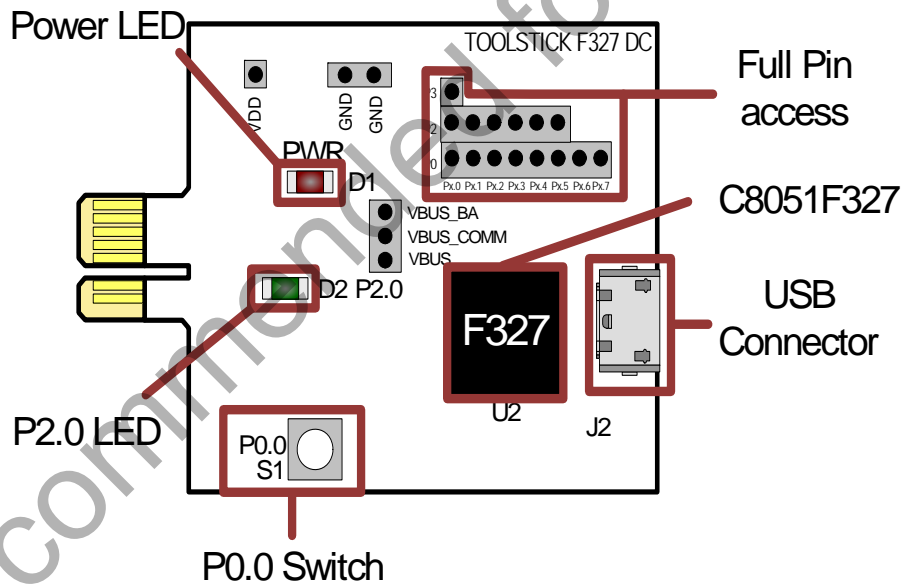 Power LED
TOOLSTICK F327 DC
Full Pin
access
VDD
GND
GND
3
2
0
Px.0 Px.1 Px.2 Px.3 Px.4 Px.5 Px.6 Px.7
PWR
D1
VBUS_BA
VBUS_COMM
VBUS
C8051F327
D2 P2.0
F327
U2
USB
Connector
J2
P2.0 LED
P0.0
S1
P0.0 Switch
commended fo